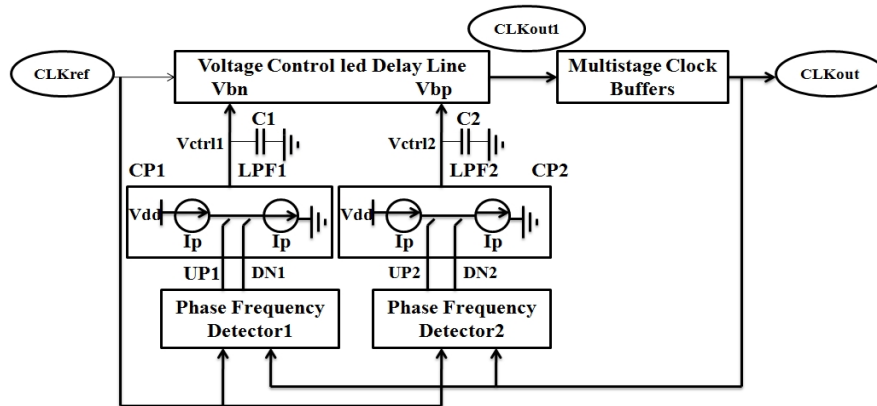 CLKout1
CLKref
Voltage Control led Delay Line
Vbn Vbp
Multistage Clock
Buffers
CLKout
C1
C2
Vctrl1
Vctrl2
CP1
LPF1
LPF2
CP2
Vdd
Ip
Ip
Vdd
Ip
Ip
UP1
DN1
UP2
DN2
Phase Frequency
Detector1
Phase Frequency
Detector2